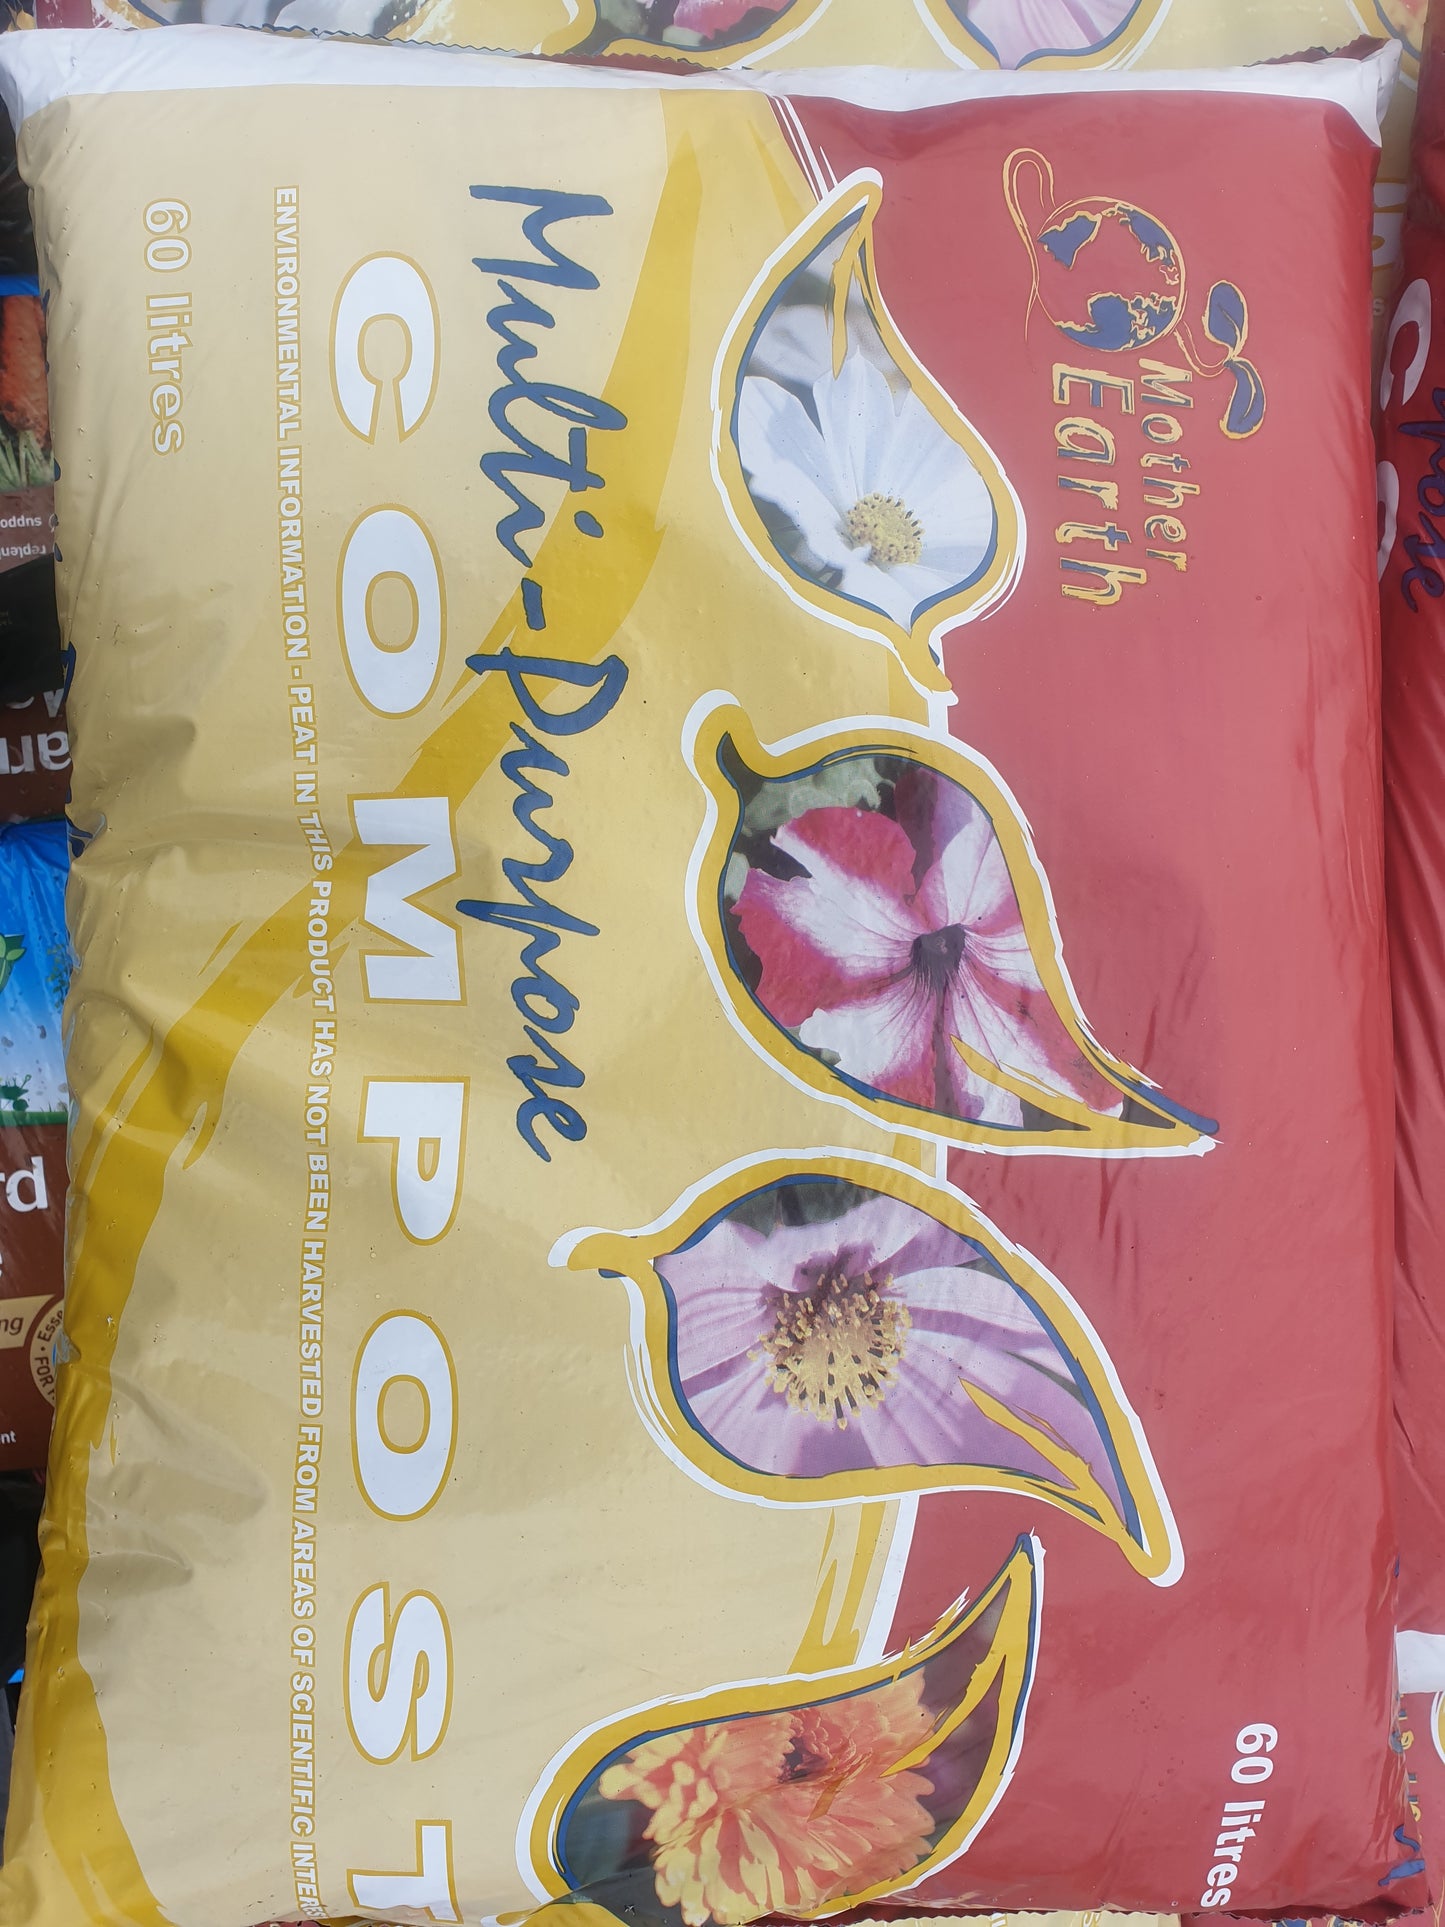 Mother
Earth
60 litres
Multi-Purpose
COMPOST
ENVIRONMENTAL INFORMATION - PEAT IN THIS PRODUCT HAS NOT BEEN HARVESTED FROM AREAS OF SCIENTIFIC INTERES
60 litres